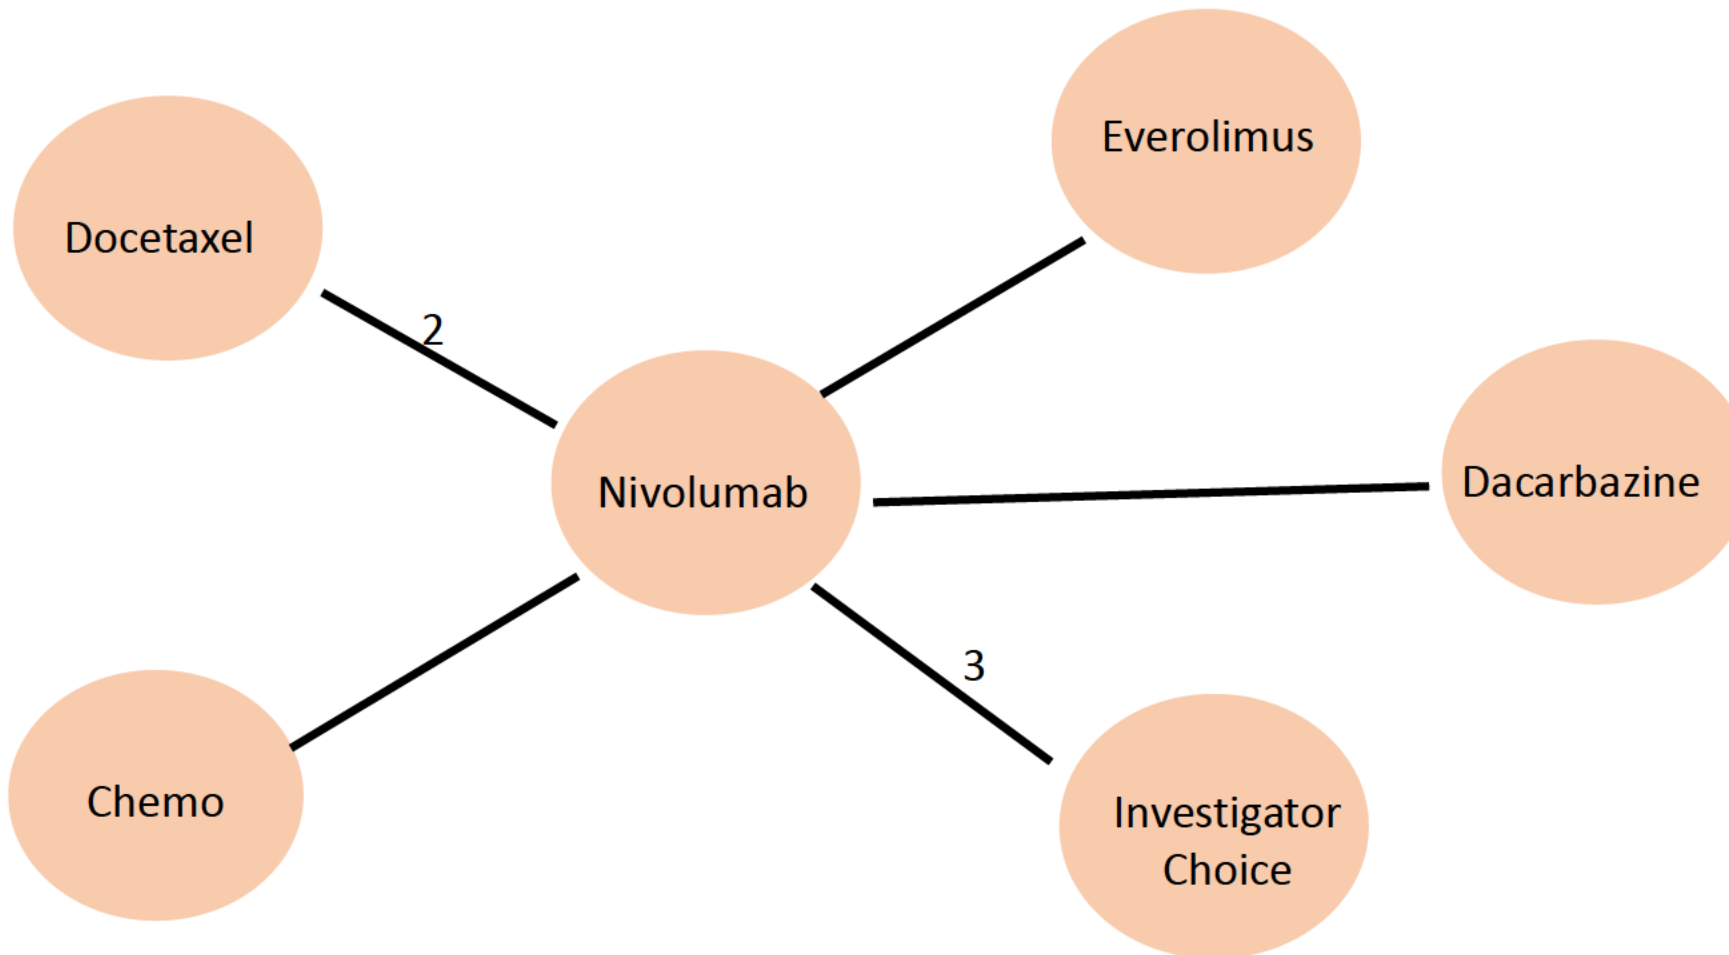 Everolimus
Docetaxel
2
Nivolumab
Dacarbazine
3
Chemo
Investigator
Choice